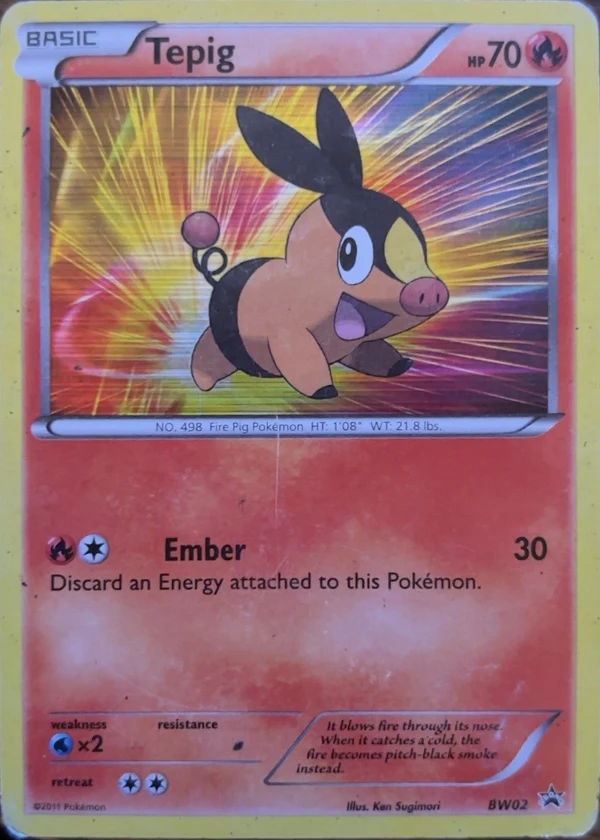 BASIC
Tepig
HP 70
NO. 498 Fire Pig Pokémon HT: 1'08" WT: 21.8 lbs.
Ember 30
Discard an Energy attached to this Pokémon.
weakness resistance
×2
It blows fire through its nose.
When it catches a cold, the
fire becomes pitch-black smoke
instead.
retreat
©2011 Pokémon Illus. Ken Sugimori BW02